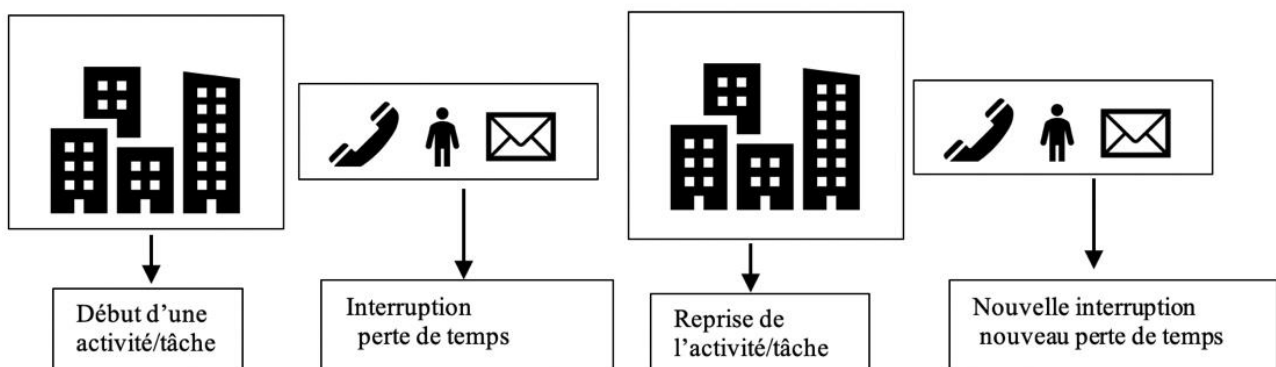 Début d’une
activité/tâche
Interruption
perte de temps
Reprise de
l’activité/tâche
Nouvelle interruption
nouveau perte de temps